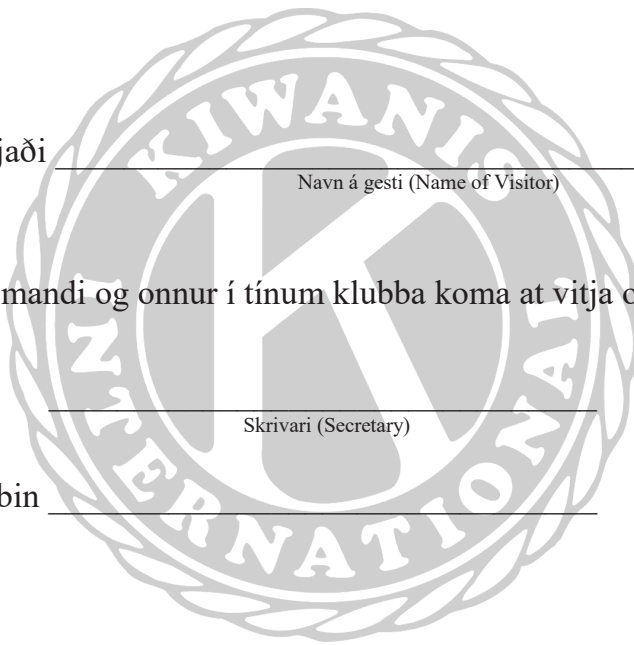 KIWANIS
jaði
Navn á gesti (Name of Visitor)
mandi og onnur í tínum klubba koma at vitja o
K
Skrivari (Secretary)
bin
INTERNATIONAL